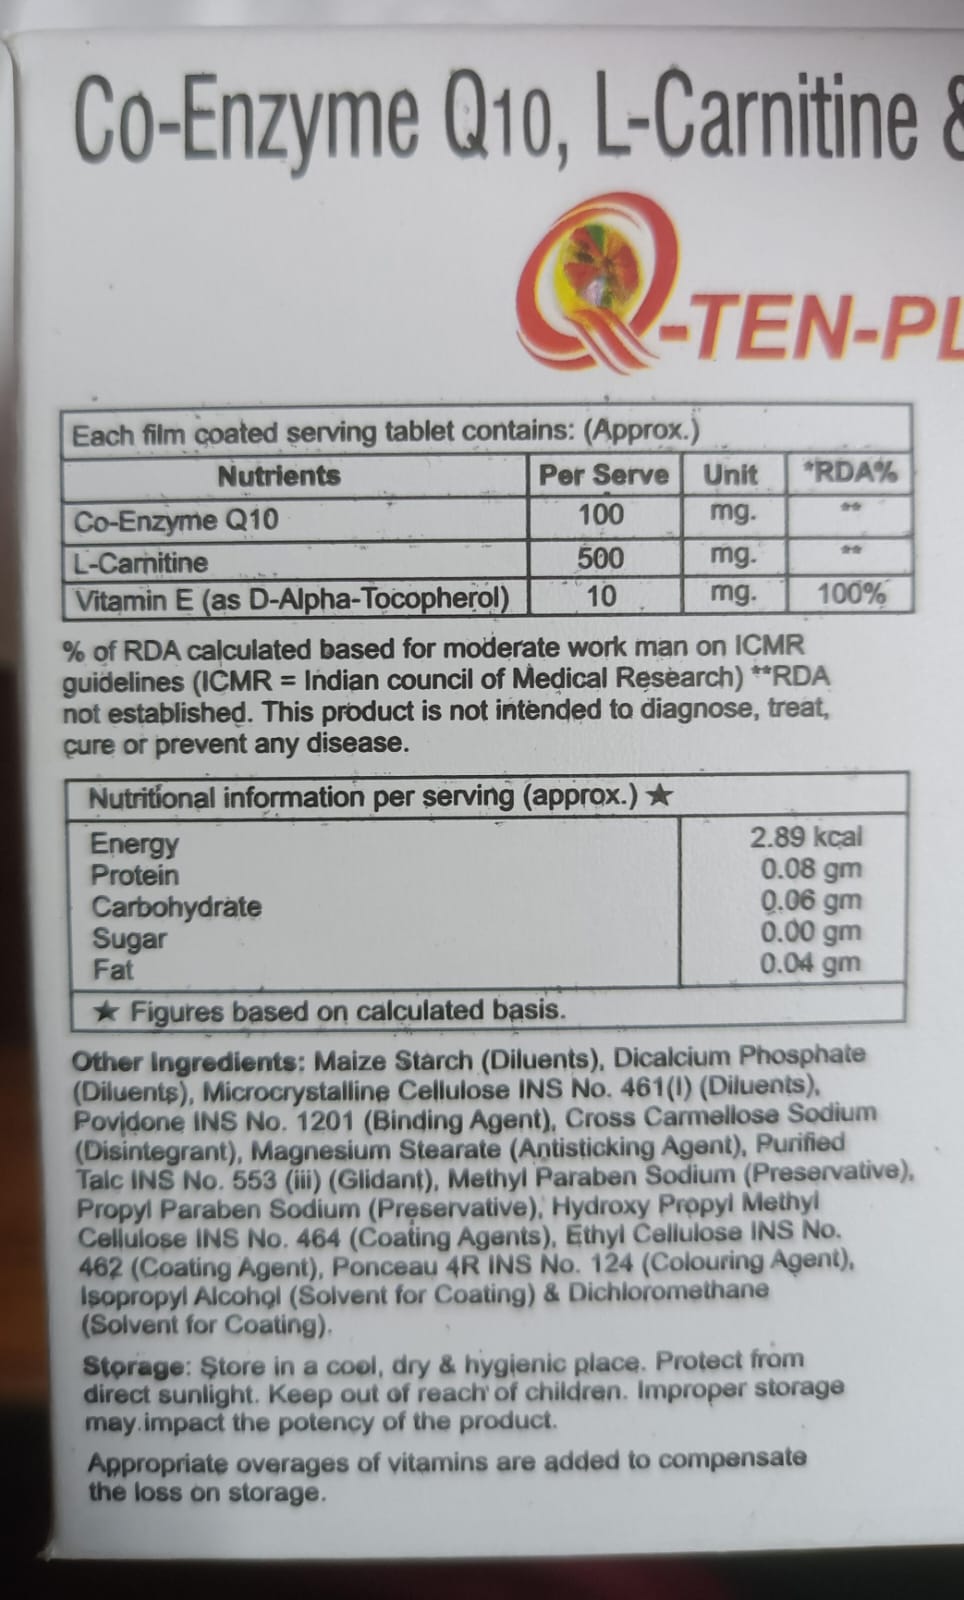 Co-Enzyme Q10, L-Carnitine &
Q-TEN-PL
Each film coated serving tablet contains: (Approx.)
Nutrients Per Serve Unit *RDA%
Co-Enzyme Q10 100 mg. **
L-Carnitine 500 mg. **
Vitamin E (as D-Alpha-Tocopherol) 10 mg. 100%
% of RDA calculated based for moderate work man on ICMR
guidelines (ICMR = Indian council of Medical Research) **RDA
not established. This product is not intended to diagnose, treat,
cure or prevent any disease.
Nutritional information per serving (approx.) ★
Energy 2.89 kcal
Protein 0.08 gm
Carbohydrate 0.06 gm
Sugar 0.00 gm
Fat 0.04 gm
★ Figures based on calculated basis.
Other Ingredients: Maize Starch (Diluents), Dicalcium Phosphate
(Diluents), Microcrystalline Cellulose INS No. 461(I) (Diluents),
Povidone INS No. 1201 (Binding Agent), Cross Carmellose Sodium
(Disintegrant), Magnesium Stearate (Antisticking Agent), Purified
Talc INS No. 553 (iii) (Glidant), Methyl Paraben Sodium (Preservative),
Propyl Paraben Sodium (Preservative), Hydroxy Propyl Methyl
Cellulose INS No. 464 (Coating Agents), Ethyl Cellulose INS No.
462 (Coating Agent), Ponceau 4R INS No. 124 (Colouring Agent),
Isopropyl Alcohol (Solvent for Coating) & Dichloromethane
(Solvent for Coating).
Storage: Store in a cool, dry & hygienic place. Protect from
direct sunlight. Keep out of reach of children. Improper storage
may impact the potency of the product.
Appropriate overages of vitamins are added to compensate
the loss on storage.